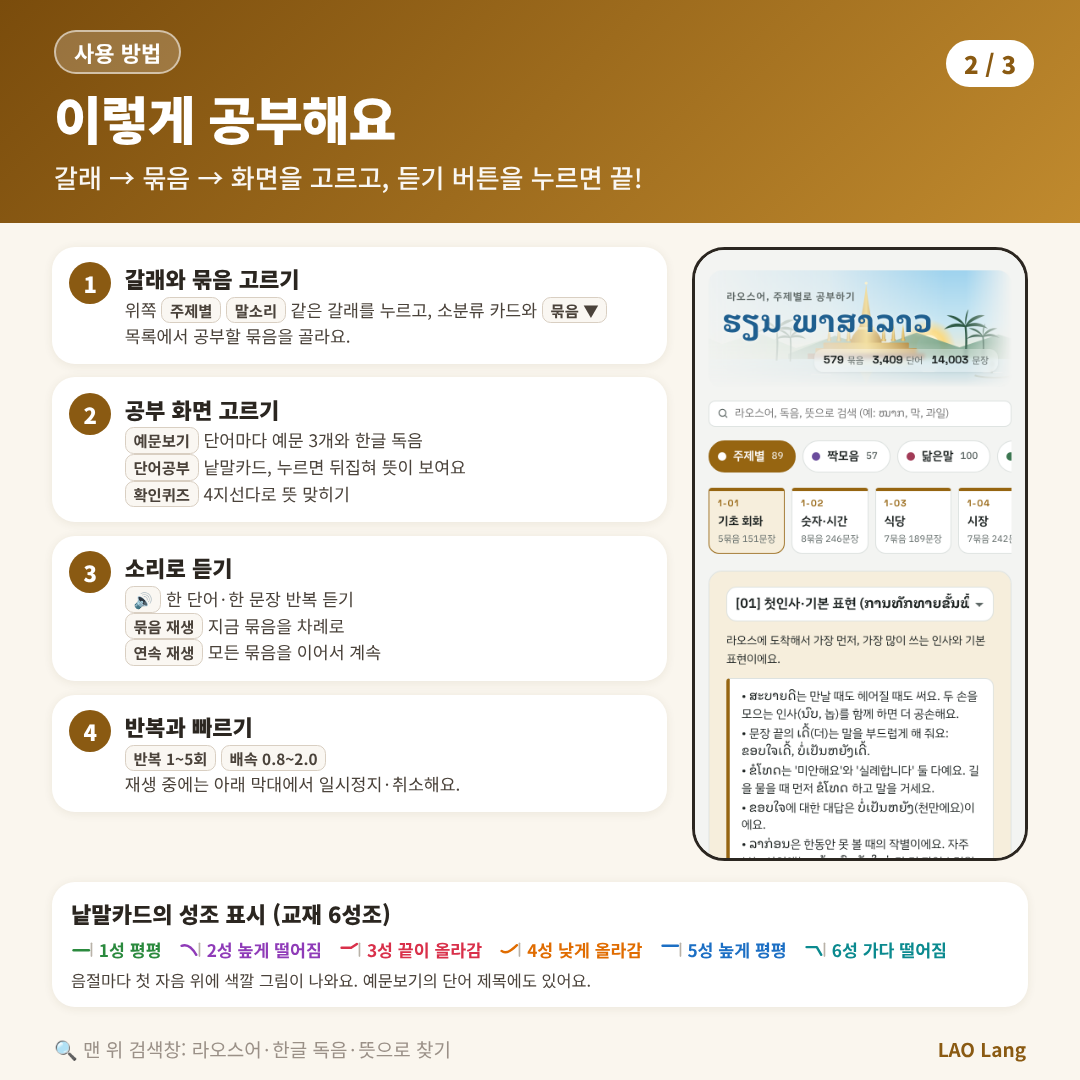 사용 방법
2 / 3
이렇게 공부해요
갈래 → 묶음 → 화면을 고르고, 듣기 버튼을 누르면 끝!
1 갈래와 묶음 고르기
위쪽 주제별 말소리 같은 갈래를 누르고, 소분류 카드와 묶음 ▼
목록에서 공부할 묶음을 골라요.
2 공부 화면 고르기
예문보기 단어마다 예문 3개와 한글 독음
단어공부 낱말카드, 누르면 뒤집혀 뜻이 보여요
확인퀴즈 4지선다로 뜻 맞히기
3 소리로 듣기
🔊 한 단어·한 문장 반복 듣기
묶음 재생 지금 묶음을 차례로
연속 재생 모든 묶음을 이어서 계속
4 반복과 빠르기
반복 1~5회 배속 0.8~2.0
재생 중에는 아래 막대에서 일시정지·취소해요.
라오스어, 주제별로 공부하기
ຮຽນ ພາສາລາວ
579 묶음 3,409 단어 14,003 문장
라오스어, 독음, 뜻으로 검색 (예: ໝາກ, 막, 과일)
주제별 89 짝모음 57 닮은말 100
1-01 1-02 1-03 1-04
기초 회화 숫자·시간 식당 시장
5묶음 151문장 8묶음 246문장 7묶음 189문장 7묶음 242
[01] 첫인사·기본 표현 (ການທັກທາຍຂັ້ນ
라오스에 도착해서 가장 먼저, 가장 많이 쓰는 인사와 기본
표현이에요.
• ສະບາຍດີ는 만날 때도 헤어질 때도 써요. 두 손을
모으는 인사(ນົບ, 놉)를 함께 하면 더 공손해요.
• 문장 끝의 ເດີ້(더)는 말을 부드럽게 해 줘요:
ຂອບໃຈເດີ້, ບໍ່ເປັນຫຍັງເດີ້.
• ຂໍໂທດ는 '미안해요'와 '실례합니다' 둘 다예요. 길
을 물을 때 먼저 ຂໍໂທດ 하고 말을 거세요.
• ຂອບໃຈ에 대한 대답은 ບໍ່ເປັນຫຍັງ(천만에요)이
에요.
• ລາກ່ອນ은 한동안 못 볼 때의 작별이에요. 자주
낱말카드의 성조 표시 (교재 6성조)
1성 평평 2성 높게 떨어짐 3성 끝이 올라감 4성 낮게 올라감 5성 높게 평평 6성 가다 떨어짐
음절마다 첫 자음 위에 색깔 그림이 나와요. 예문보기의 단어 제목에도 있어요.
🔍 맨 위 검색창: 라오스어·한글 독음·뜻으로 찾기
LAO Lang